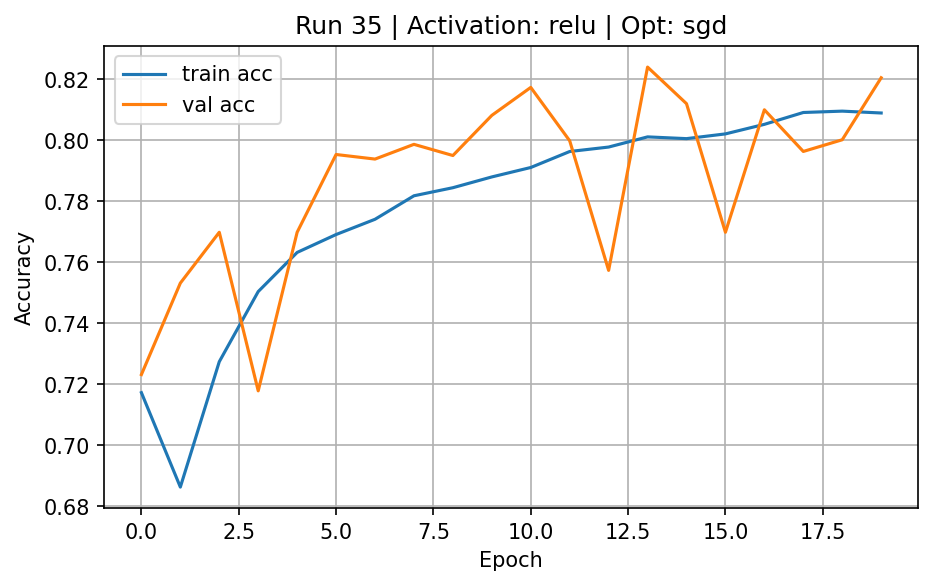 Run 35 | Activation: relu | Opt: sgd
train acc
val acc
0.82
0.80
0.78
0.76
0.74
0.72
0.70
0.68
Accuracy
0.0 2.5 5.0 7.5 10.0 12.5 15.0 17.5
Epoch